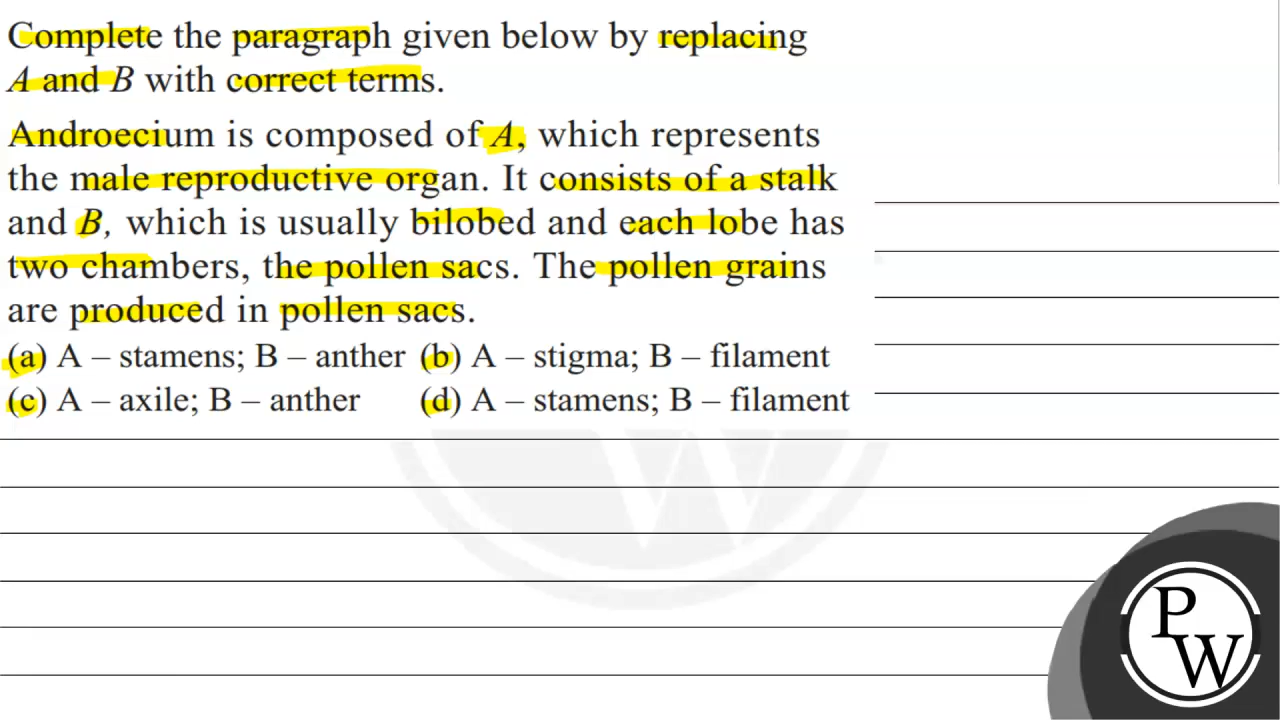 Complete the paragraph given below by replacing
A and B with correct terms.
Androecium is composed of A, which represents
the male reproductive organ. It consists of a stalk
and B, which is usually bilobed and each lobe has
two chambers, the pollen sacs. The pollen grains
are produced in pollen sacs.
(a) A – stamens; B – anther (b) A – stigma; B – filament
(c) A – axile; B – anther (d) A – stamens; B – filament
P
W